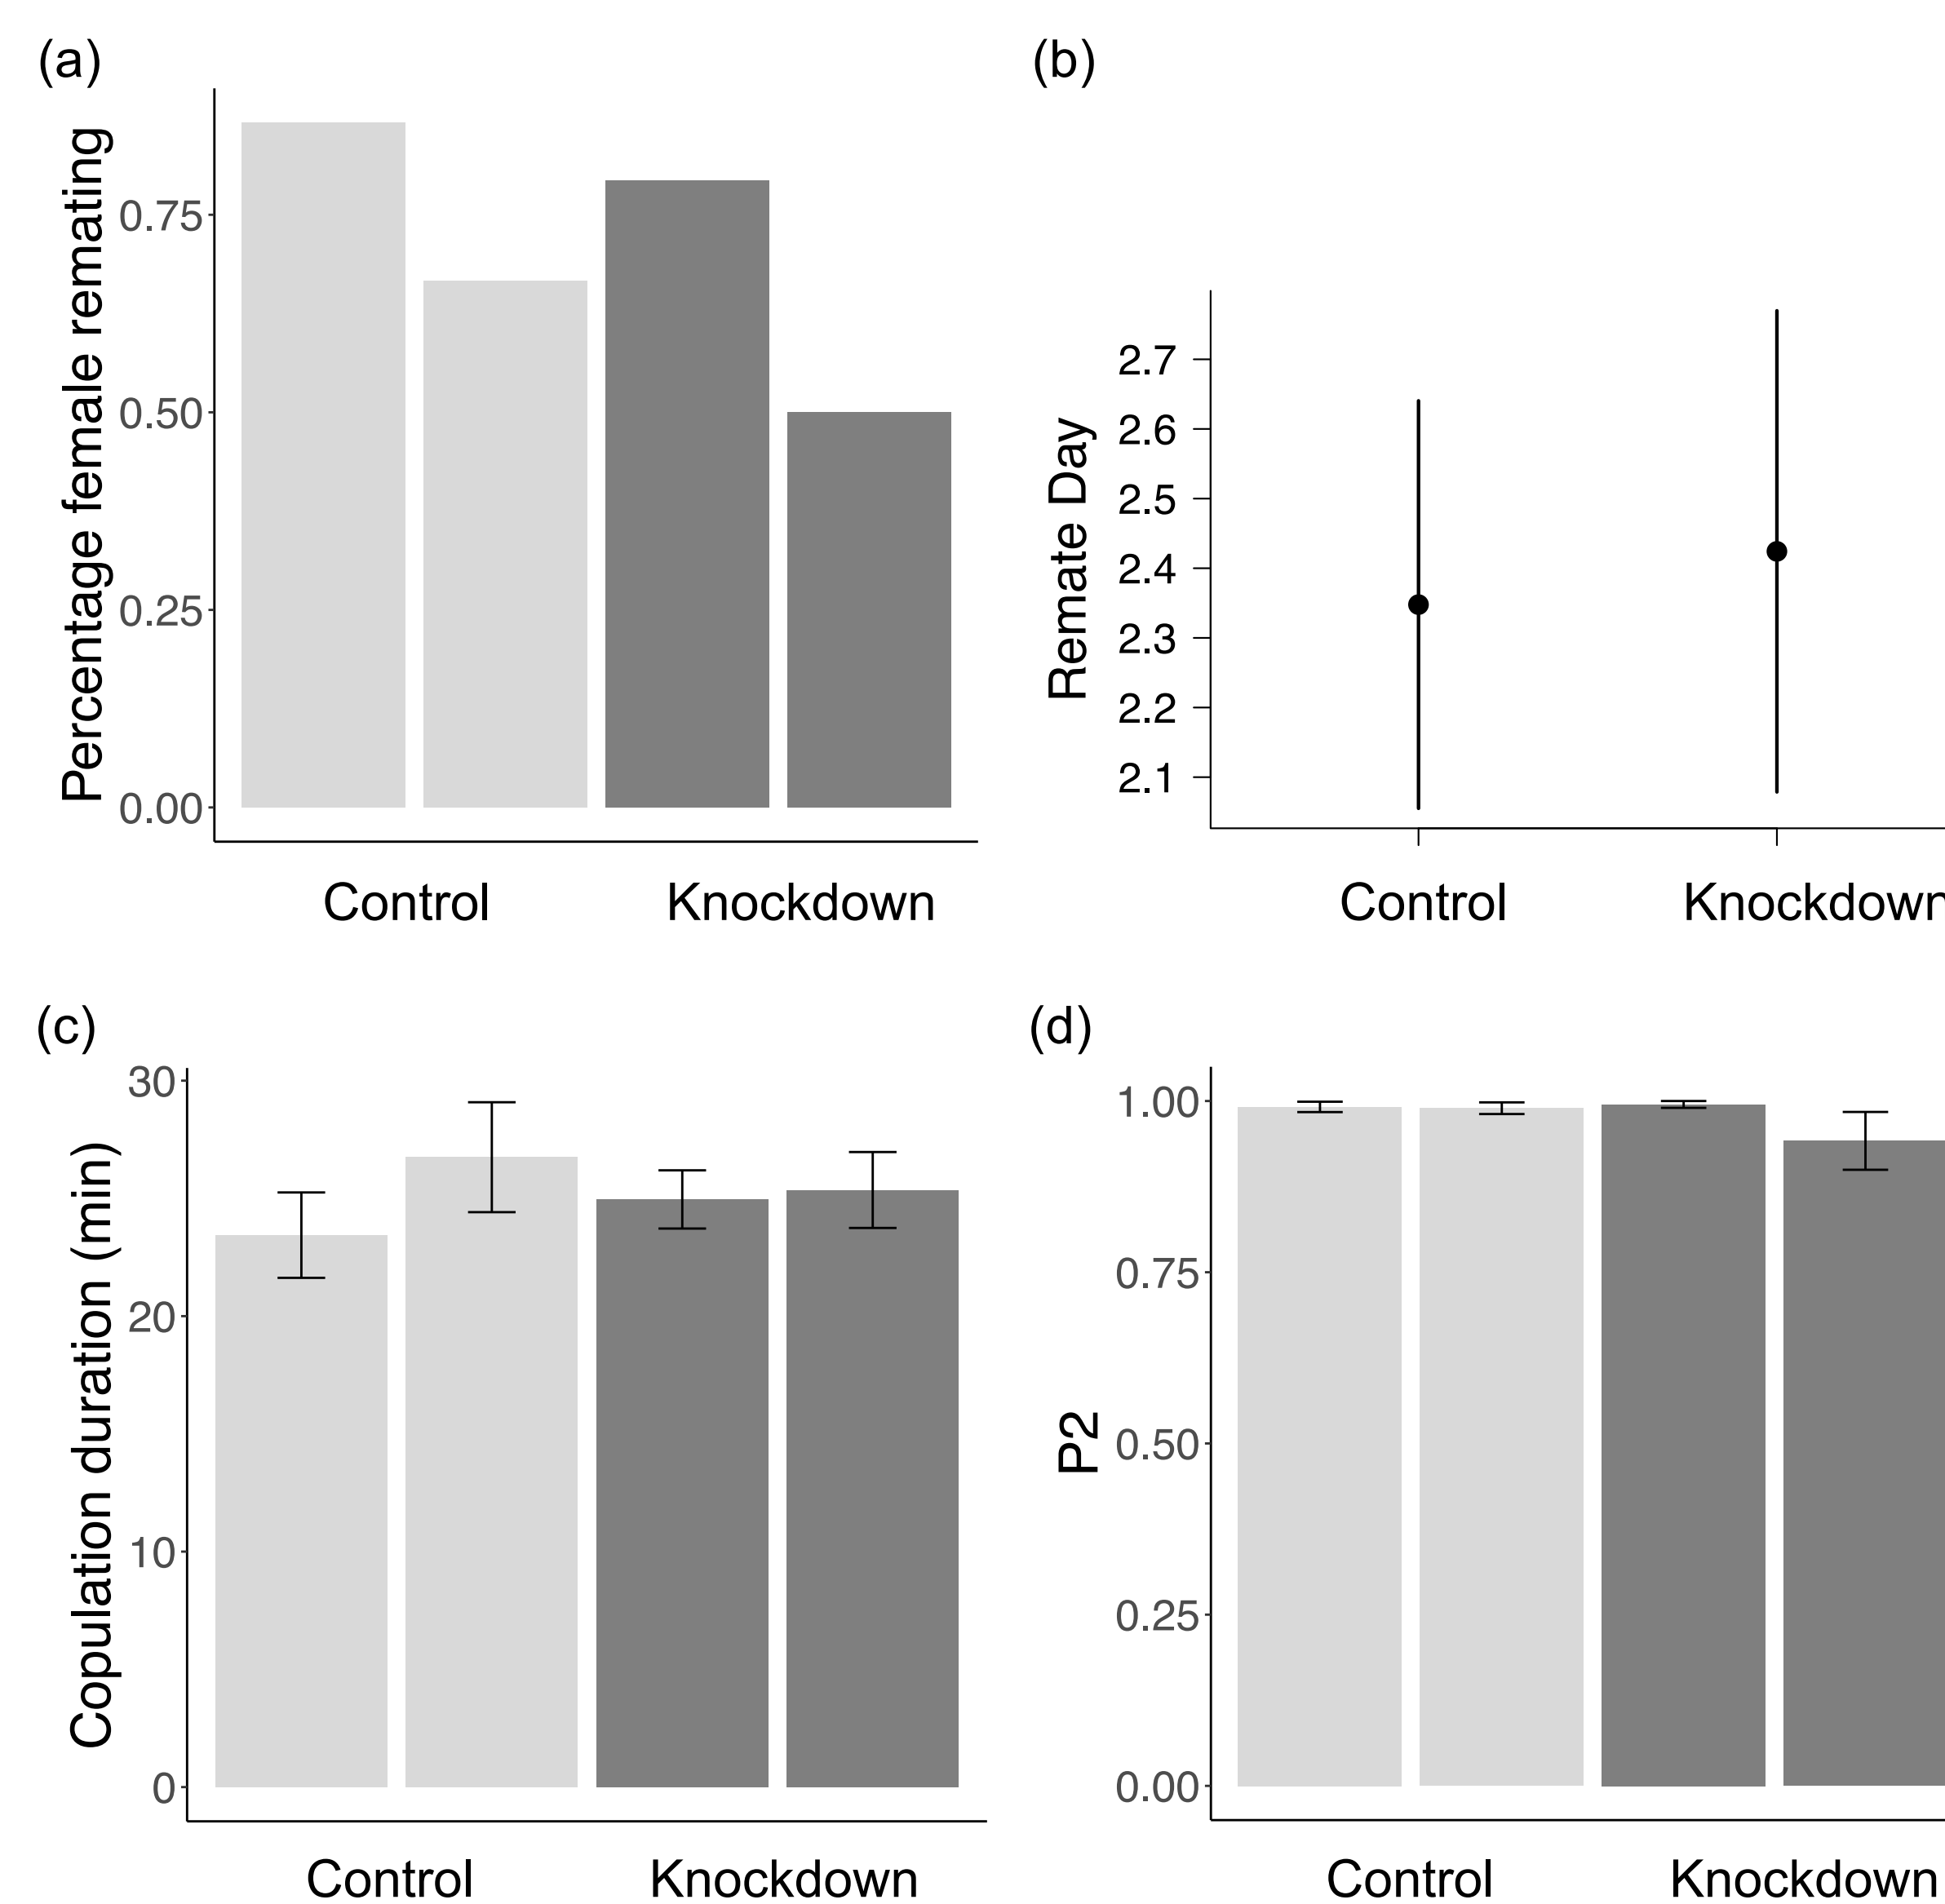 (a)
Percentage female remating
0.75
0.50
0.25
0.00
Control Knockdown
(b)
Remate Day
2.7
2.6
2.5
2.4
2.3
2.2
2.1
Control Knockdown
(c)
Copulation duration (min)
30
20
10
0
Control Knockdown
(d)
P2
1.00
0.75
0.50
0.25
0.00
Control Knockdown